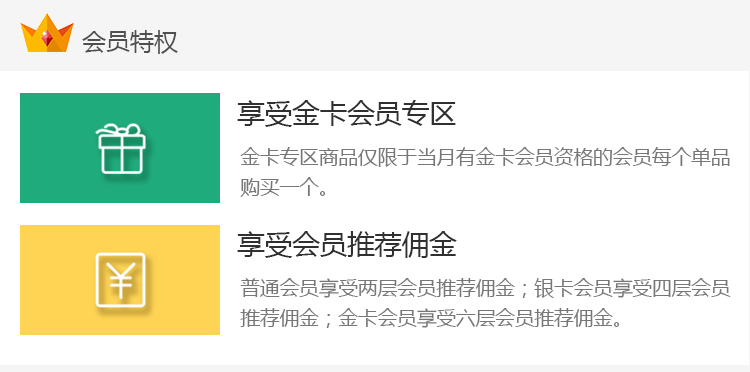 会员特权
享受金卡会员专区
金卡专区商品仅限于当月有金卡会员资格的会员每个单品
购买一个。
享受会员推荐佣金
普通会员享受两层会员推荐佣金；银卡会员享受四层会员
推荐佣金；金卡会员享受六层会员推荐佣金。